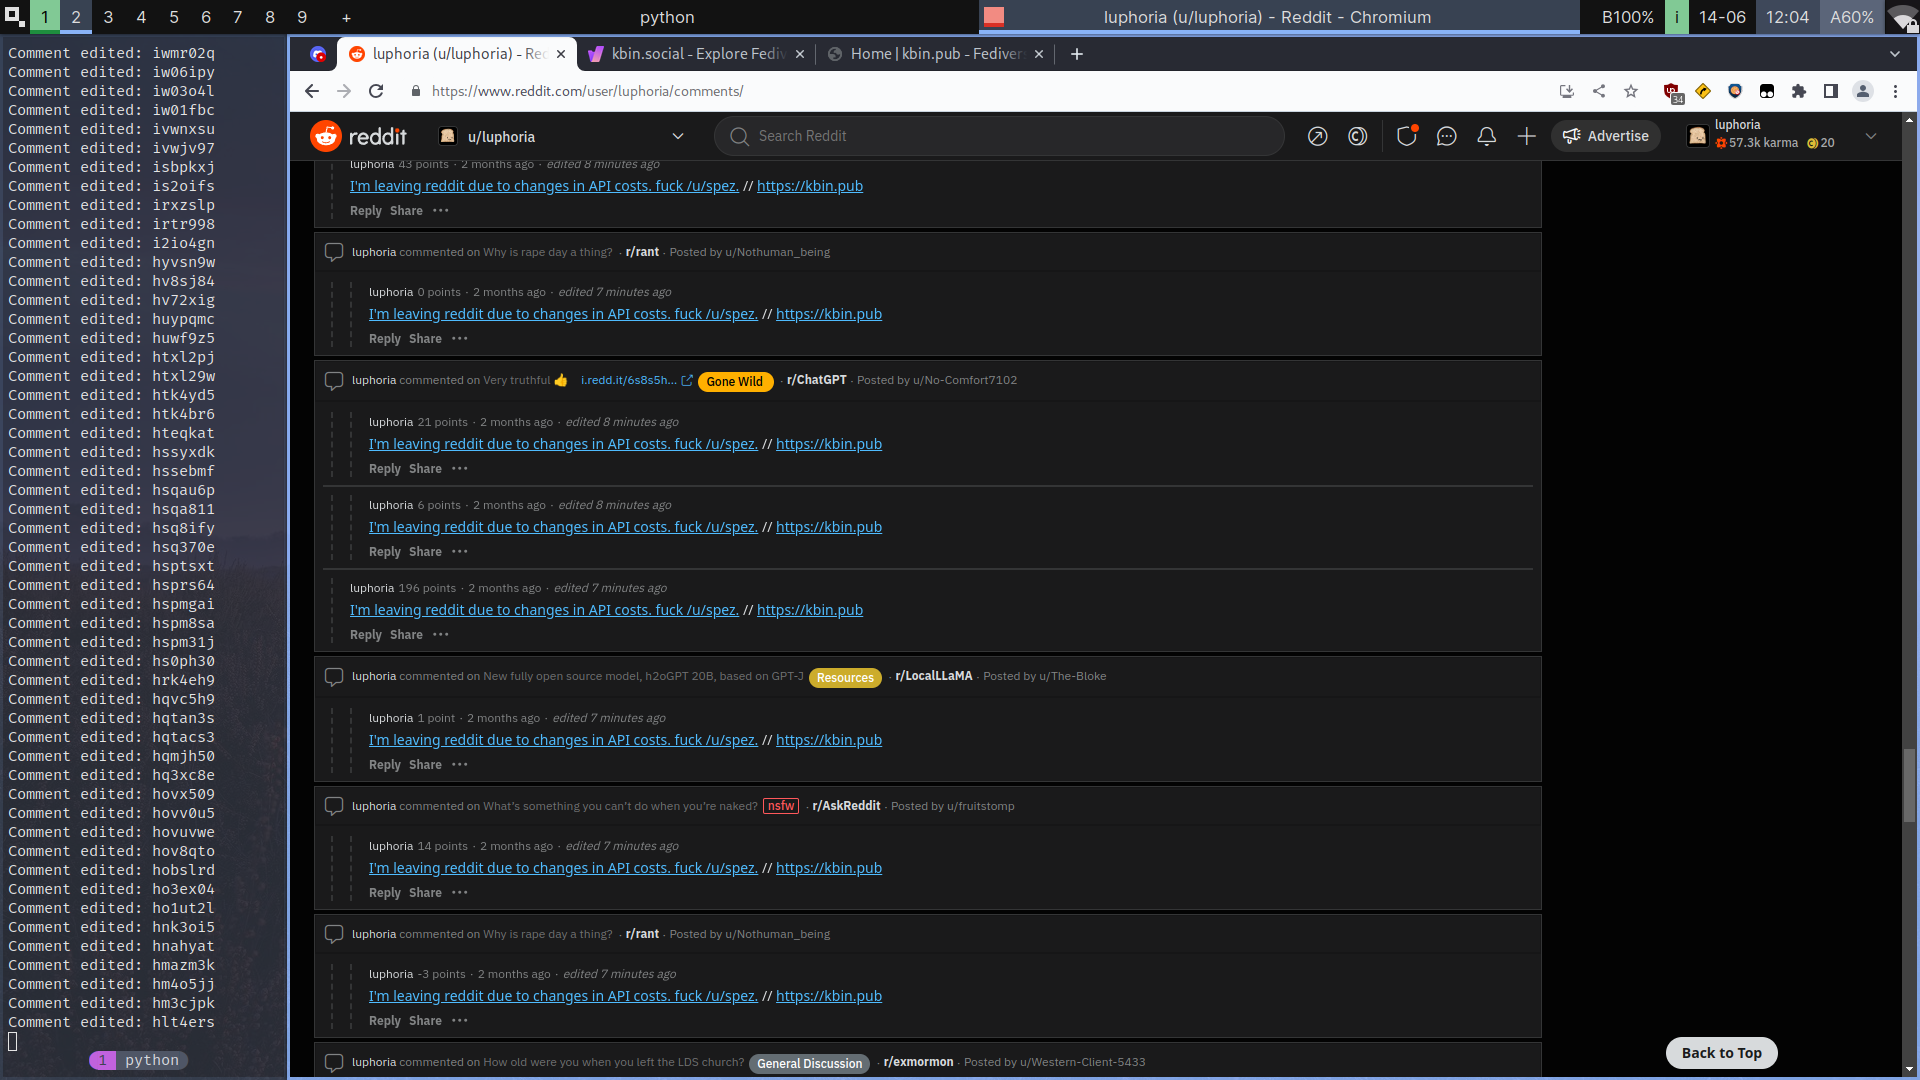 1 2 3 4 5 6 7 8 9 +
python
luphoria (u/luphoria) - Reddit - Chromium
B100% i 14-06 12:04 A60%
Comment edited: iwmr02q
Comment edited: iw06ipy
Comment edited: iw03o4l
Comment edited: iw01fbc
Comment edited: ivwnxsu
Comment edited: ivwjv97
Comment edited: isbpkxj
Comment edited: is2oifs
Comment edited: irxzslp
Comment edited: irtr998
Comment edited: i2io4gn
Comment edited: hyvsn9w
Comment edited: hv8sj84
Comment edited: hv72xig
Comment edited: huypqmc
Comment edited: huwf9z5
Comment edited: htxl2pj
Comment edited: htxl29w
Comment edited: htk4yd5
Comment edited: htk4br6
Comment edited: hteqkat
Comment edited: hssyxdk
Comment edited: hssebmf
Comment edited: hsqau6p
Comment edited: hsqa811
Comment edited: hsq8ify
Comment edited: hsq370e
Comment edited: hsptsxt
Comment edited: hsprs64
Comment edited: hspmgai
Comment edited: hspm8sa
Comment edited: hspm31j
Comment edited: hs0ph30
Comment edited: hrk4eh9
Comment edited: hqvc5h9
Comment edited: hqtan3s
Comment edited: hqtacs3
Comment edited: hqmjh50
Comment edited: hq3xc8e
Comment edited: hovx509
Comment edited: hovv0u5
Comment edited: hovuvwe
Comment edited: hov8qto
Comment edited: hobslrd
Comment edited: ho3ex04
Comment edited: ho1ut2l
Comment edited: hnk3oi5
Comment edited: hnahyat
Comment edited: hmazm3k
Comment edited: hm4o5jj
Comment edited: hm3cjpk
Comment edited: hlt4ers
1 python
luphoria (u/luphoria) - Re
kbin.social - Explore Fedi
Home | kbin.pub - Fediver
https://www.reddit.com/user/luphoria/comments/
34
reddit
u/luphoria
Search Reddit
Advertise
luphoria
57.3k karma 20
luphoria 43 points · 2 months ago · edited 8 minutes ago
I'm leaving reddit due to changes in API costs. fuck /u/spez. // https://kbin.pub
Reply Share ···
luphoria commented on Why is rape day a thing? · r/rant · Posted by u/Nothuman_being
luphoria 0 points · 2 months ago · edited 7 minutes ago
I'm leaving reddit due to changes in API costs. fuck /u/spez. // https://kbin.pub
Reply Share ···
luphoria commented on Very truthful 👍 i.redd.it/6s8s5h... Gone Wild · r/ChatGPT · Posted by u/No-Comfort7102
luphoria 21 points · 2 months ago · edited 8 minutes ago
I'm leaving reddit due to changes in API costs. fuck /u/spez. // https://kbin.pub
Reply Share ···
luphoria 6 points · 2 months ago · edited 8 minutes ago
I'm leaving reddit due to changes in API costs. fuck /u/spez. // https://kbin.pub
Reply Share ···
luphoria 196 points · 2 months ago · edited 7 minutes ago
I'm leaving reddit due to changes in API costs. fuck /u/spez. // https://kbin.pub
Reply Share ···
luphoria commented on New fully open source model, h2oGPT 20B, based on GPT-J Resources · r/LocalLLaMA · Posted by u/The-Bloke
luphoria 1 point · 2 months ago · edited 7 minutes ago
I'm leaving reddit due to changes in API costs. fuck /u/spez. // https://kbin.pub
Reply Share ···
luphoria commented on What's something you can't do when you're naked? nsfw · r/AskReddit · Posted by u/fruitstomp
luphoria 14 points · 2 months ago · edited 7 minutes ago
I'm leaving reddit due to changes in API costs. fuck /u/spez. // https://kbin.pub
Reply Share ···
luphoria commented on Why is rape day a thing? · r/rant · Posted by u/Nothuman_being
luphoria -3 points · 2 months ago · edited 7 minutes ago
I'm leaving reddit due to changes in API costs. fuck /u/spez. // https://kbin.pub
Reply Share ···
luphoria commented on How old were you when you left the LDS church? General Discussion · r/exmormon · Posted by u/Western-Client-5433
Back to Top